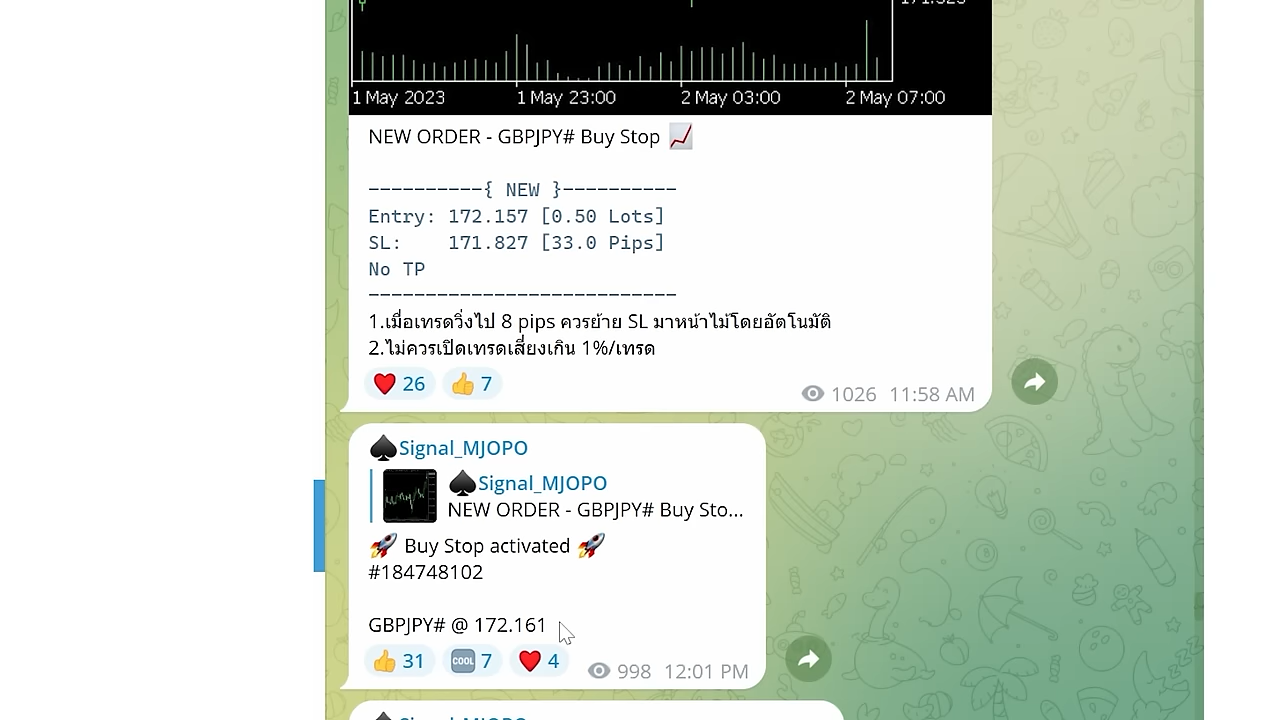 1 May 2023 1 May 23:00 2 May 03:00 2 May 07:00
NEW ORDER - GBPJPY# Buy Stop 📈
----------{ NEW }----------
Entry: 172.157 [0.50 Lots]
SL: 171.827 [33.0 Pips]
No TP
---------------------------
1.เมื่อเทรดวิ่งไป 8 pips ควรย้าย SL มาหน้าไม้โดยอัตโนมัติ
2.ไม่ควรเปิดเทรดเสี่ยงเกิน 1%/เทรด
❤️ 26 👍 7 1026 11:58 AM
♠️Signal_MJOPO
♠️Signal_MJOPO
NEW ORDER - GBPJPY# Buy Sto...
🚀 Buy Stop activated 🚀
#184748102
GBPJPY# @ 172.161
👍 31 🆒 7 ❤️ 4 998 12:01 PM